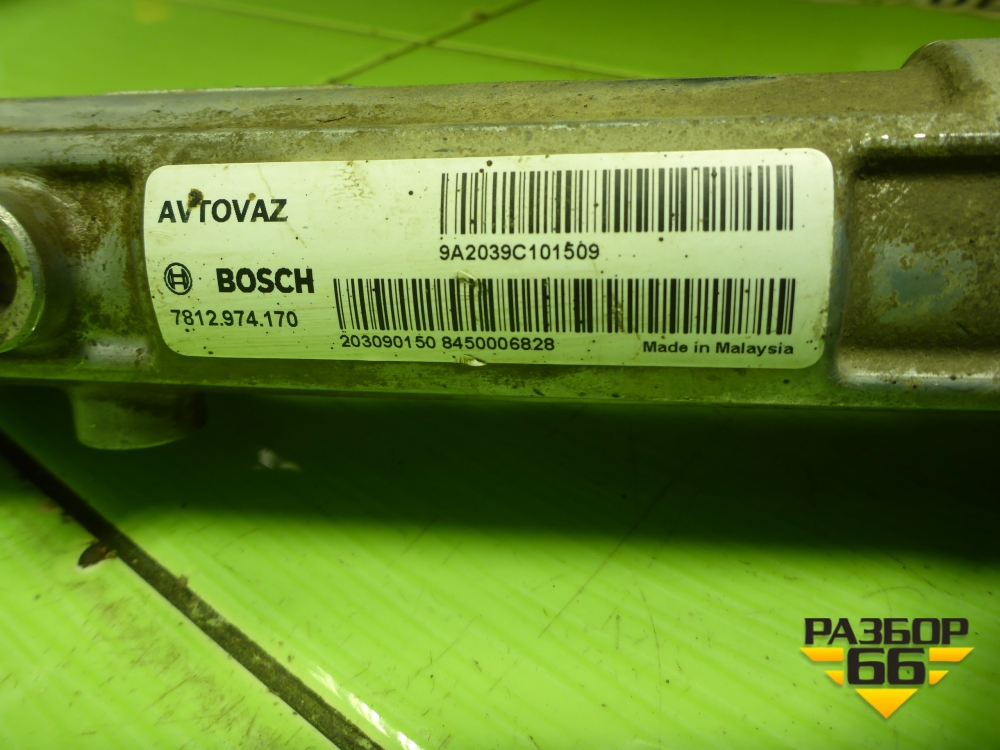 AVTOVAZ
9A2039C101509
BOSCH
7812.974.170
203090150 8450006828
Made in Malaysia
РАЗБОР
66